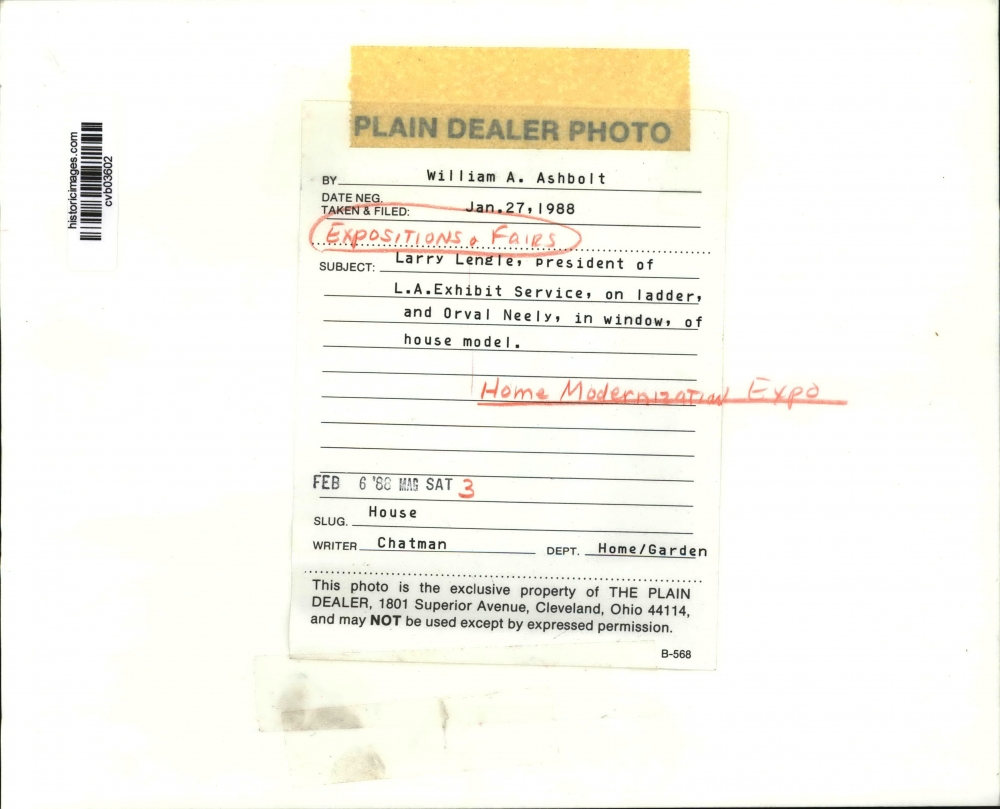 historicimages.com
cvb03602
PLAIN DEALER PHOTO
BY William A. Ashbolt
DATE NEG.
TAKEN & FILED: Jan.27,1988
EXPOSITIONS & FAIRS
SUBJECT: Larry Lengle, president of
L.A.Exhibit Service, on ladder,
and Orval Neely, in window, of
house model.
Home Modernization Expo
FEB 6 '88 MAG SAT 3
SLUG. House
WRITER Chatman DEPT. Home/Garden
This photo is the exclusive property of THE PLAIN
DEALER, 1801 Superior Avenue, Cleveland, Ohio 44114,
and may NOT be used except by expressed permission.
B-568